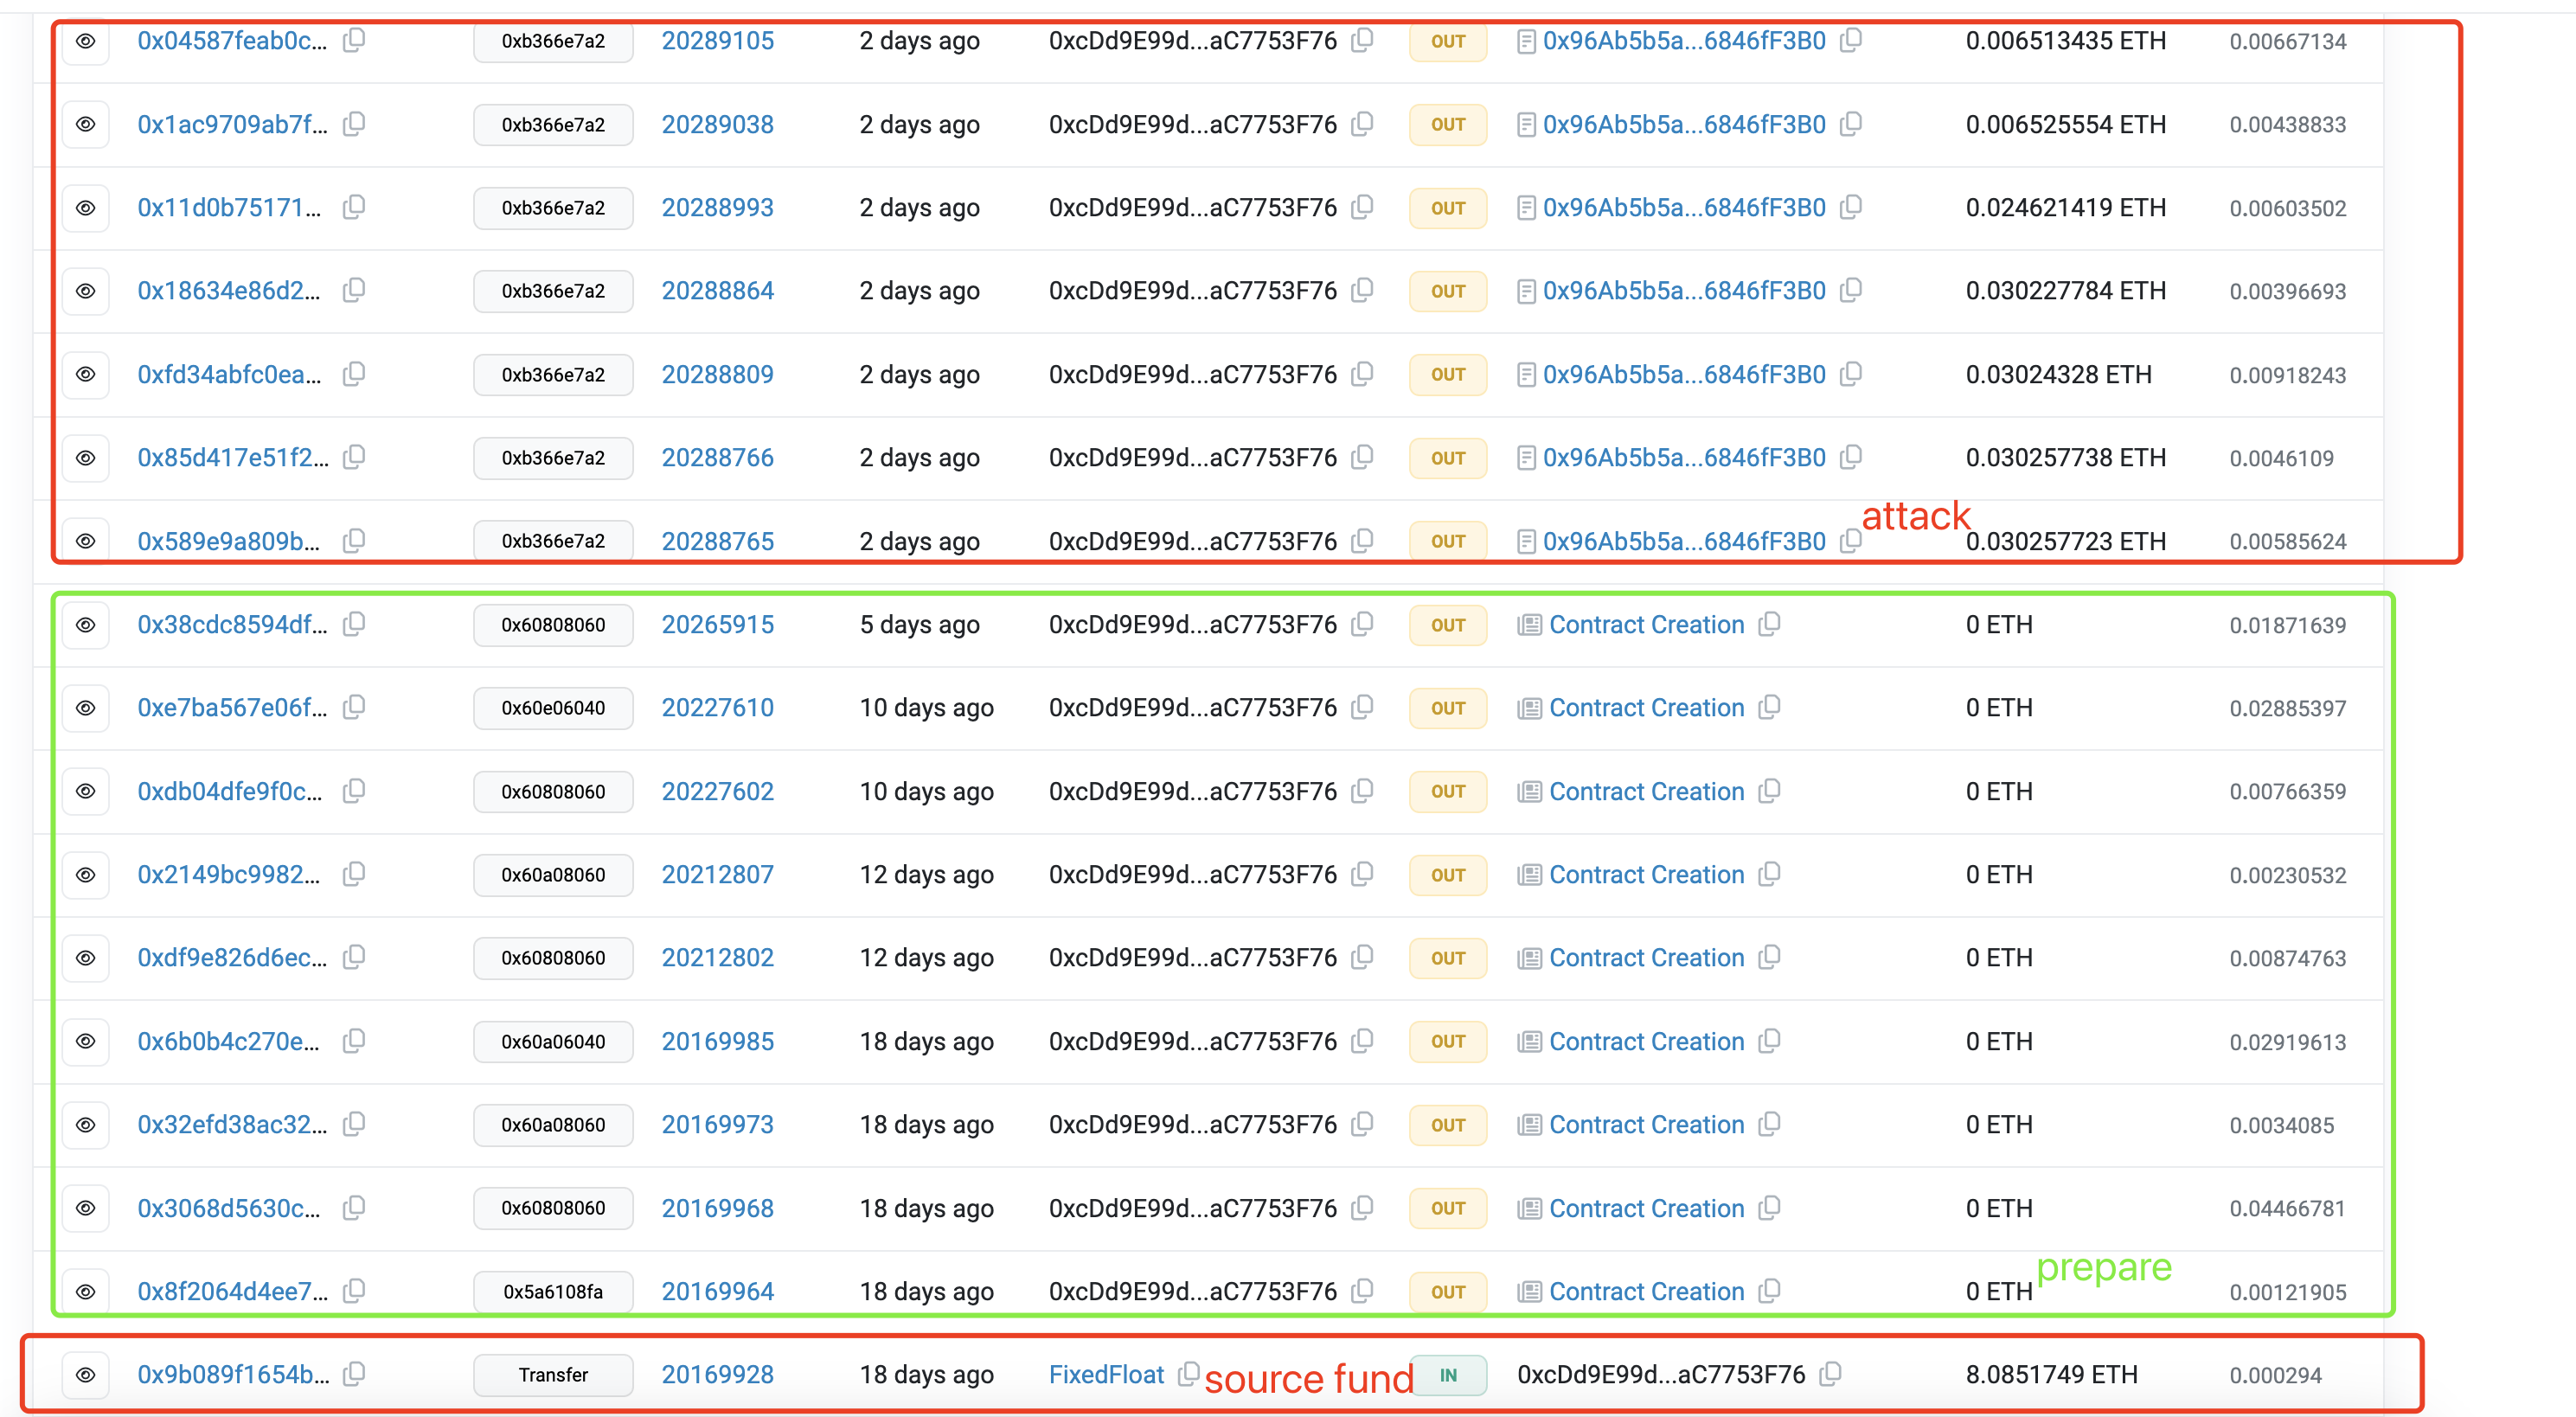 0x04587feab0c... 0xb366e7a2 20289105 2 days ago 0xcDd9E99d...aC7753F76 OUT 0x96Ab5b5a...6846fF3B0 0.006513435 ETH 0.00667134
0x1ac9709ab7f... 0xb366e7a2 20289038 2 days ago 0xcDd9E99d...aC7753F76 OUT 0x96Ab5b5a...6846fF3B0 0.006525554 ETH 0.00438833
0x11d0b75171... 0xb366e7a2 20288993 2 days ago 0xcDd9E99d...aC7753F76 OUT 0x96Ab5b5a...6846fF3B0 0.024621419 ETH 0.00603502
0x18634e86d2... 0xb366e7a2 20288864 2 days ago 0xcDd9E99d...aC7753F76 OUT 0x96Ab5b5a...6846fF3B0 0.030227784 ETH 0.00396693
0xfd34abfc0ea... 0xb366e7a2 20288809 2 days ago 0xcDd9E99d...aC7753F76 OUT 0x96Ab5b5a...6846fF3B0 0.03024328 ETH 0.00918243
0x85d417e51f2... 0xb366e7a2 20288766 2 days ago 0xcDd9E99d...aC7753F76 OUT 0x96Ab5b5a...6846fF3B0 0.030257738 ETH 0.0046109
attack
0x589e9a809b... 0xb366e7a2 20288765 2 days ago 0xcDd9E99d...aC7753F76 OUT 0x96Ab5b5a...6846fF3B0 0.030257723 ETH 0.00585624
0x38cdc8594df... 0x60808060 20265915 5 days ago 0xcDd9E99d...aC7753F76 OUT Contract Creation 0 ETH 0.01871639
0xe7ba567e06f... 0x60e06040 20227610 10 days ago 0xcDd9E99d...aC7753F76 OUT Contract Creation 0 ETH 0.02885397
0xdb04dfe9f0c... 0x60808060 20227602 10 days ago 0xcDd9E99d...aC7753F76 OUT Contract Creation 0 ETH 0.00766359
0x2149bc9982... 0x60a08060 20212807 12 days ago 0xcDd9E99d...aC7753F76 OUT Contract Creation 0 ETH 0.00230532
0xdf9e826d6ec... 0x60808060 20212802 12 days ago 0xcDd9E99d...aC7753F76 OUT Contract Creation 0 ETH 0.00874763
0x6b0b4c270e... 0x60a06040 20169985 18 days ago 0xcDd9E99d...aC7753F76 OUT Contract Creation 0 ETH 0.02919613
0x32efd38ac32... 0x60a08060 20169973 18 days ago 0xcDd9E99d...aC7753F76 OUT Contract Creation 0 ETH 0.0034085
0x3068d5630c... 0x60808060 20169968 18 days ago 0xcDd9E99d...aC7753F76 OUT Contract Creation 0 ETH 0.04466781
prepare
0x8f2064d4ee7... 0x5a6108fa 20169964 18 days ago 0xcDd9E99d...aC7753F76 OUT Contract Creation 0 ETH 0.00121905
0x9b089f1654b... Transfer 20169928 18 days ago FixedFloat source fund IN 0xcDd9E99d...aC7753F76 8.0851749 ETH 0.000294